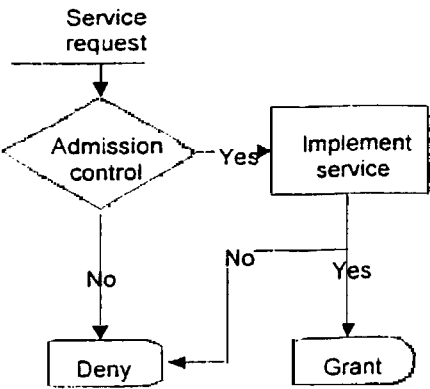 Service
request
Admission
control
Yes
Implement
service
No
No
Yes
Deny
Grant